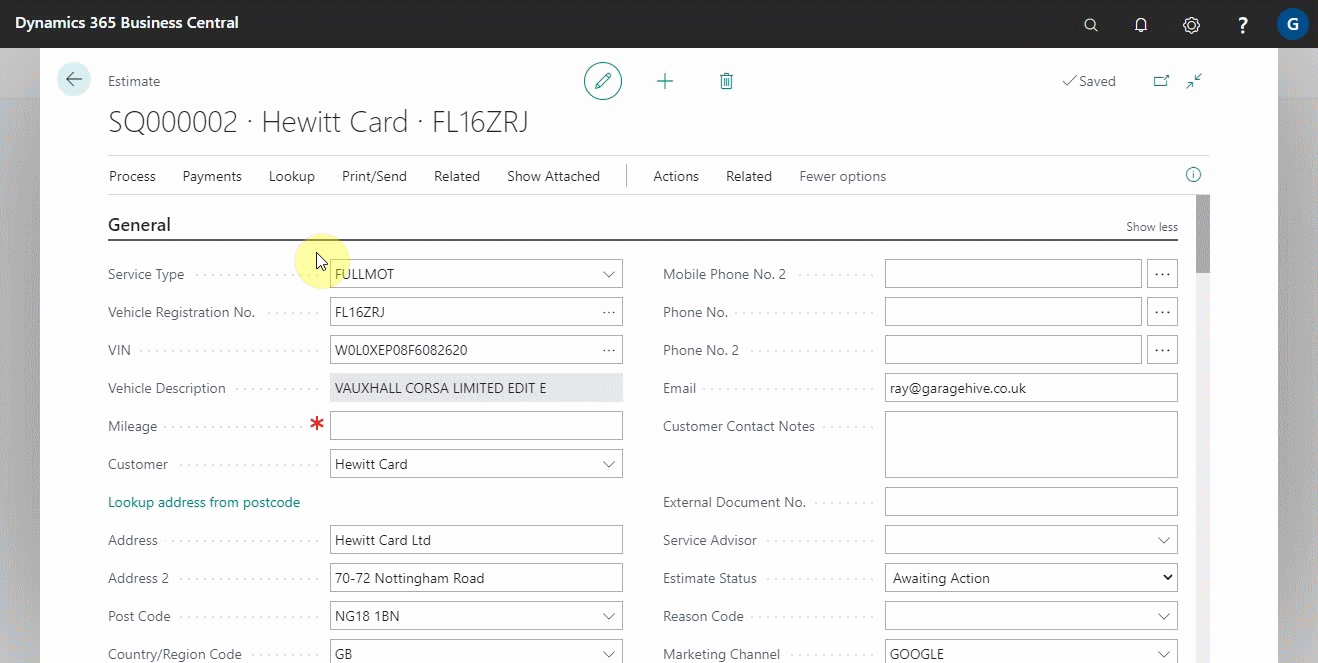 Dynamics 365 Business Central
?
G
Estimate
Saved
SQ000002 · Hewitt Card · FL16ZRJ
Process Payments Lookup Print/Send Related Show Attached Actions Related Fewer options
General
Show less
Service Type FULLMOT
Vehicle Registration No. FL16ZRJ
VIN W0L0XEP08F6082620
Vehicle Description VAUXHALL CORSA LIMITED EDIT E
Mileage *
Customer Hewitt Card
Lookup address from postcode
Address Hewitt Card Ltd
Address 2 70-72 Nottingham Road
Post Code NG18 1BN
Country/Region Code GB
Mobile Phone No. 2
Phone No.
Phone No. 2
Email ray@garagehive.co.uk
Customer Contact Notes
External Document No.
Service Advisor
Estimate Status Awaiting Action
Reason Code
Marketing Channel GOOGLE